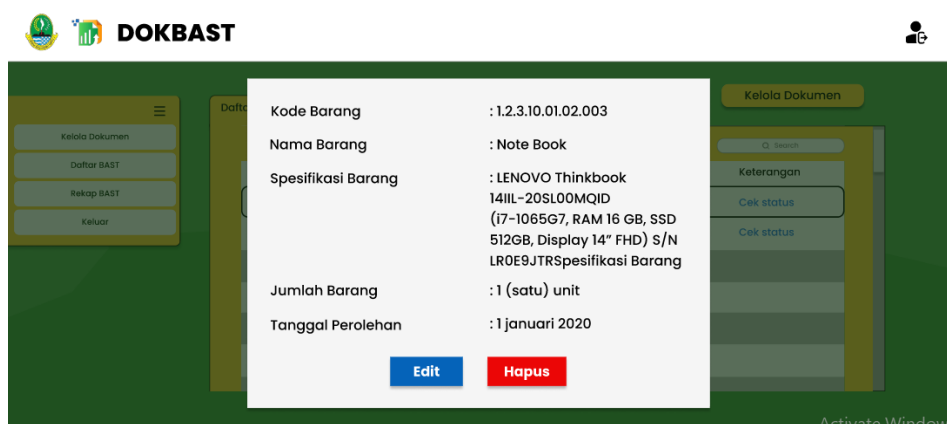 DOKBAST
Kelola Dokumen
Kelola Dokumen
Daftar BAST
Rekap BAST
Keluar
Dafta
Search
Keterangan
Cek status
Cek status
Kode Barang : 1.2.3.10.01.02.003
Nama Barang : Note Book
Spesifikasi Barang : LENOVO Thinkbook
14IIL-20SL00MQID
(i7-1065G7, RAM 16 GB, SSD
512GB, Display 14” FHD) S/N
LR0E9JTRSpesifikasi Barang
Jumlah Barang : 1 (satu) unit
Tanggal Perolehan : 1 januari 2020
Edit Hapus
Activate Window